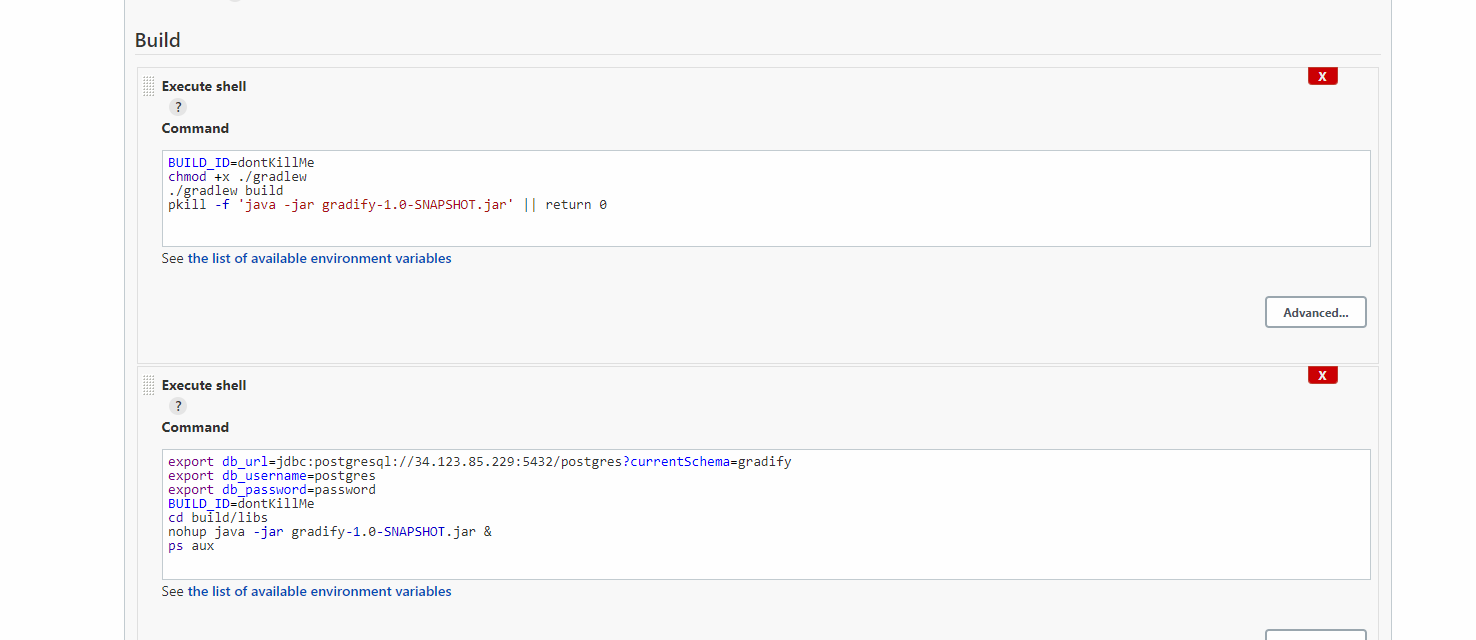 Build
X
Execute shell
?
Command
BUILD_ID=dontKillMe
chmod +x ./gradlew
./gradlew build
pkill -f 'java -jar gradify-1.0-SNAPSHOT.jar' || return 0
See the list of available environment variables
Advanced...
X
Execute shell
?
Command
export db_url=jdbc:postgresql://34.123.85.229:5432/postgres?currentSchema=gradify
export db_username=postgres
export db_password=password
BUILD_ID=dontKillMe
cd build/libs
nohup java -jar gradify-1.0-SNAPSHOT.jar &
ps aux
See the list of available environment variables